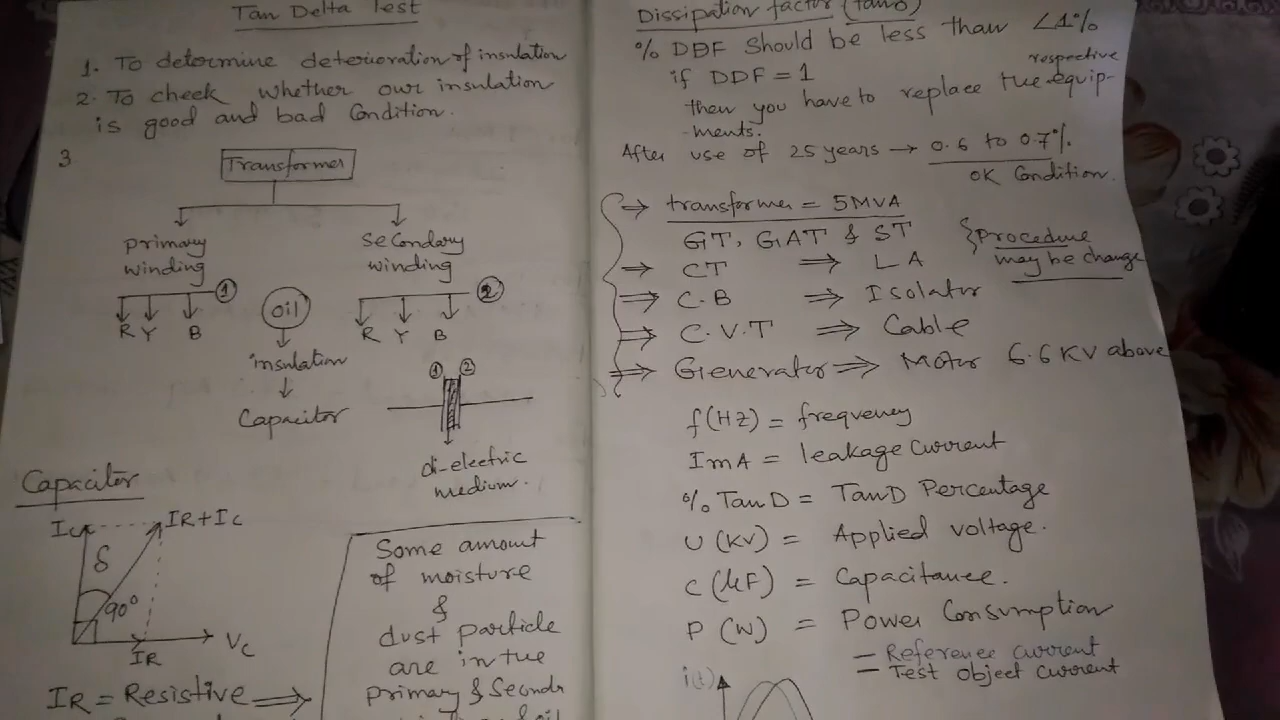 Tan Delta Test
1. To determine deterioration of insulation
2. To check whether our insulation
is good and bad Condition.
3
Transformer
primary
winding
secondary
winding
1
2
R Y B
oil
R Y B
insulation
Capacitor
1 2
di-electric
medium.
Capacitor
Ic
IR+Ic
δ
90°
Vc
IR
IR = Resistive ⇒
Some amount
of moisture
&
dust particle
are in the
primary & Secondr
Dissipation factor (tanδ)
% DDF Should be less than <1%
if DDF = 1
respective
then you have to replace the equip-
-ments.
After use of 25 years → 0.6 to 0.7%.
OK Condition.
→ transformer = 5MVA
GT, GAT & ST
⇒ CT ⇒ LA
} Procedure
may be change
⇒ C.B ⇒ Isolator
⇒ C.V.T ⇒ Cable
⇒ Generator ⇒ Motor 6.6 KV above
f(Hz) = frequency
ImA = leakage Current
% TanD = TanD Percentage
U (KV) = Applied voltage.
C (μF) = Capacitance.
P (W) = Power Consumption
- Reference current
- Test object current
i(t)